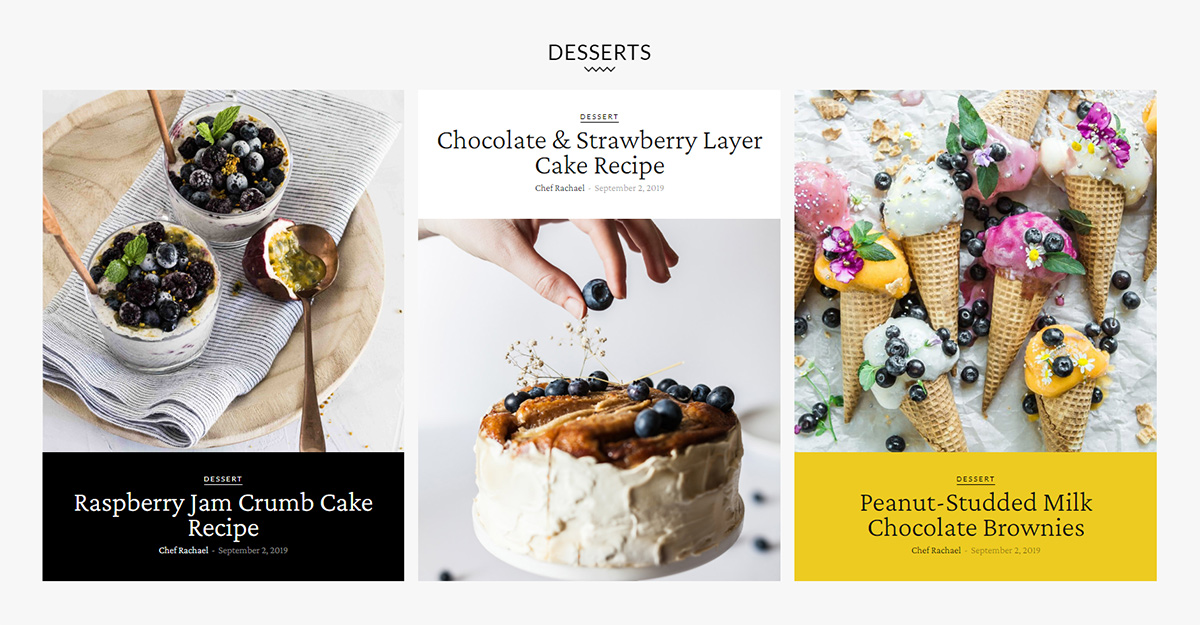 DESSERTS
DESSERT
Raspberry Jam Crumb Cake
Recipe
Chef Rachael - September 2, 2019
DESSERT
Chocolate & Strawberry Layer
Cake Recipe
Chef Rachael - September 2, 2019
DESSERT
Peanut-Studded Milk
Chocolate Brownies
Chef Rachael - September 2, 2019